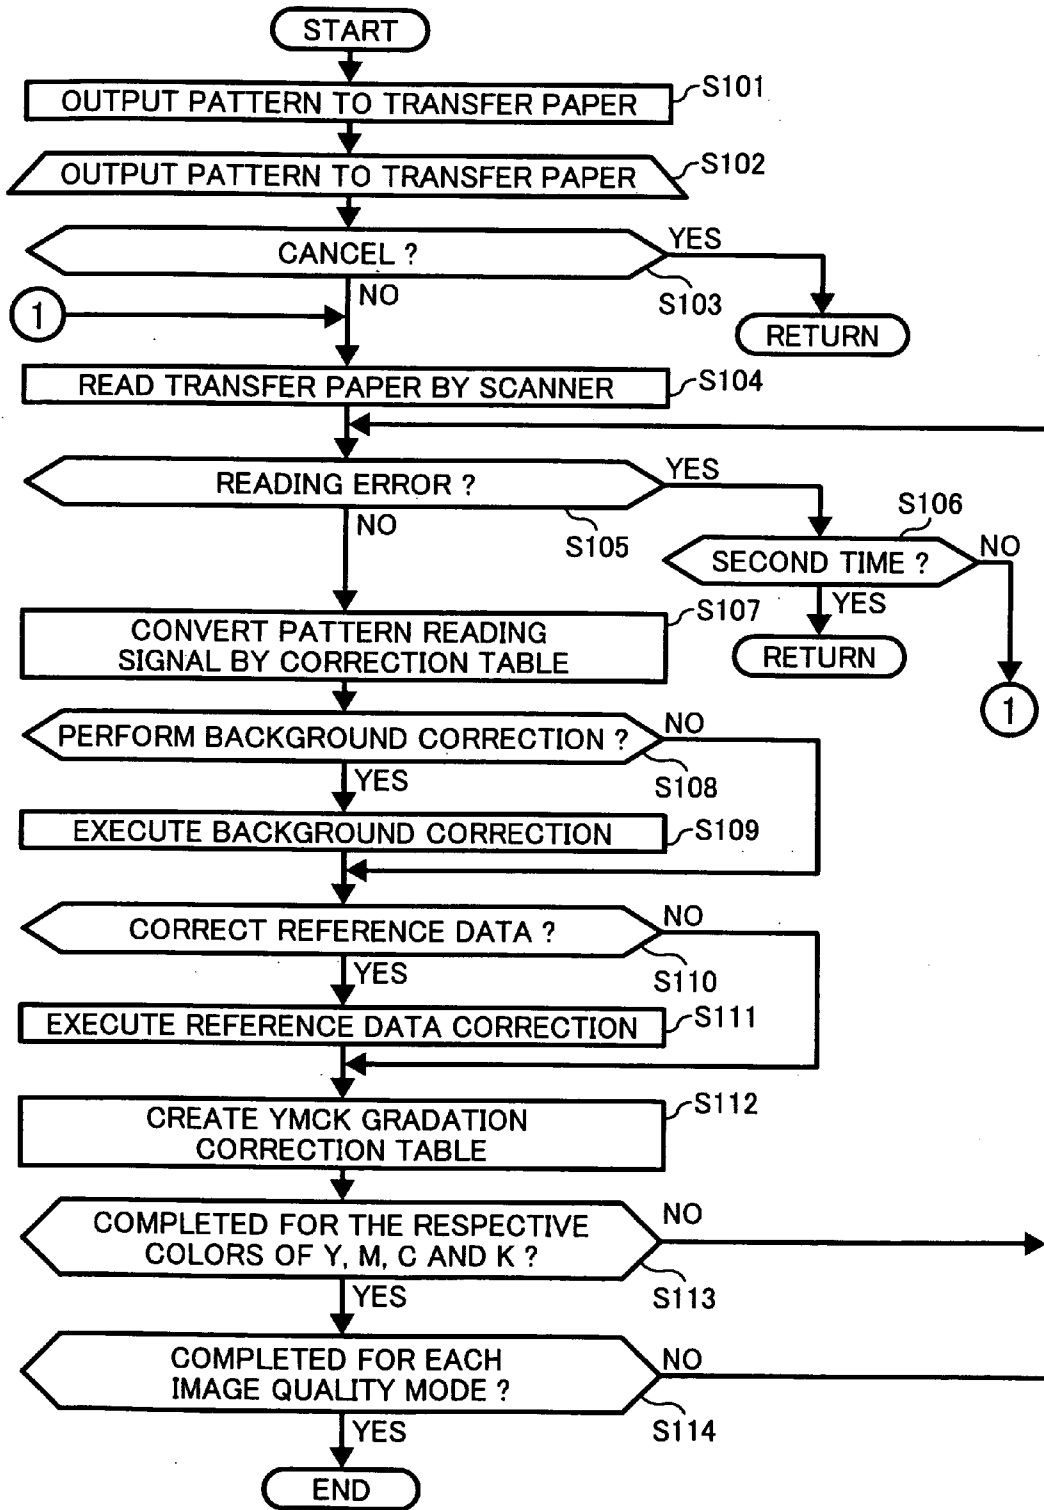 START
OUTPUT PATTERN TO TRANSFER PAPER
S101
OUTPUT PATTERN TO TRANSFER PAPER
S102
CANCEL ?
YES
S103
NO
1
RETURN
READ TRANSFER PAPER BY SCANNER
S104
READING ERROR ?
YES
S105
NO
S106
SECOND TIME ?
NO
YES
RETURN
1
S107
CONVERT PATTERN READING
SIGNAL BY CORRECTION TABLE
PERFORM BACKGROUND CORRECTION ?
NO
S108
YES
EXECUTE BACKGROUND CORRECTION
S109
CORRECT REFERENCE DATA ?
NO
S110
YES
EXECUTE REFERENCE DATA CORRECTION
S111
CREATE YMCK GRADATION
CORRECTION TABLE
S112
COMPLETED FOR THE RESPECTIVE
COLORS OF Y, M, C AND K ?
NO
S113
YES
COMPLETED FOR EACH
IMAGE QUALITY MODE ?
NO
S114
YES
END